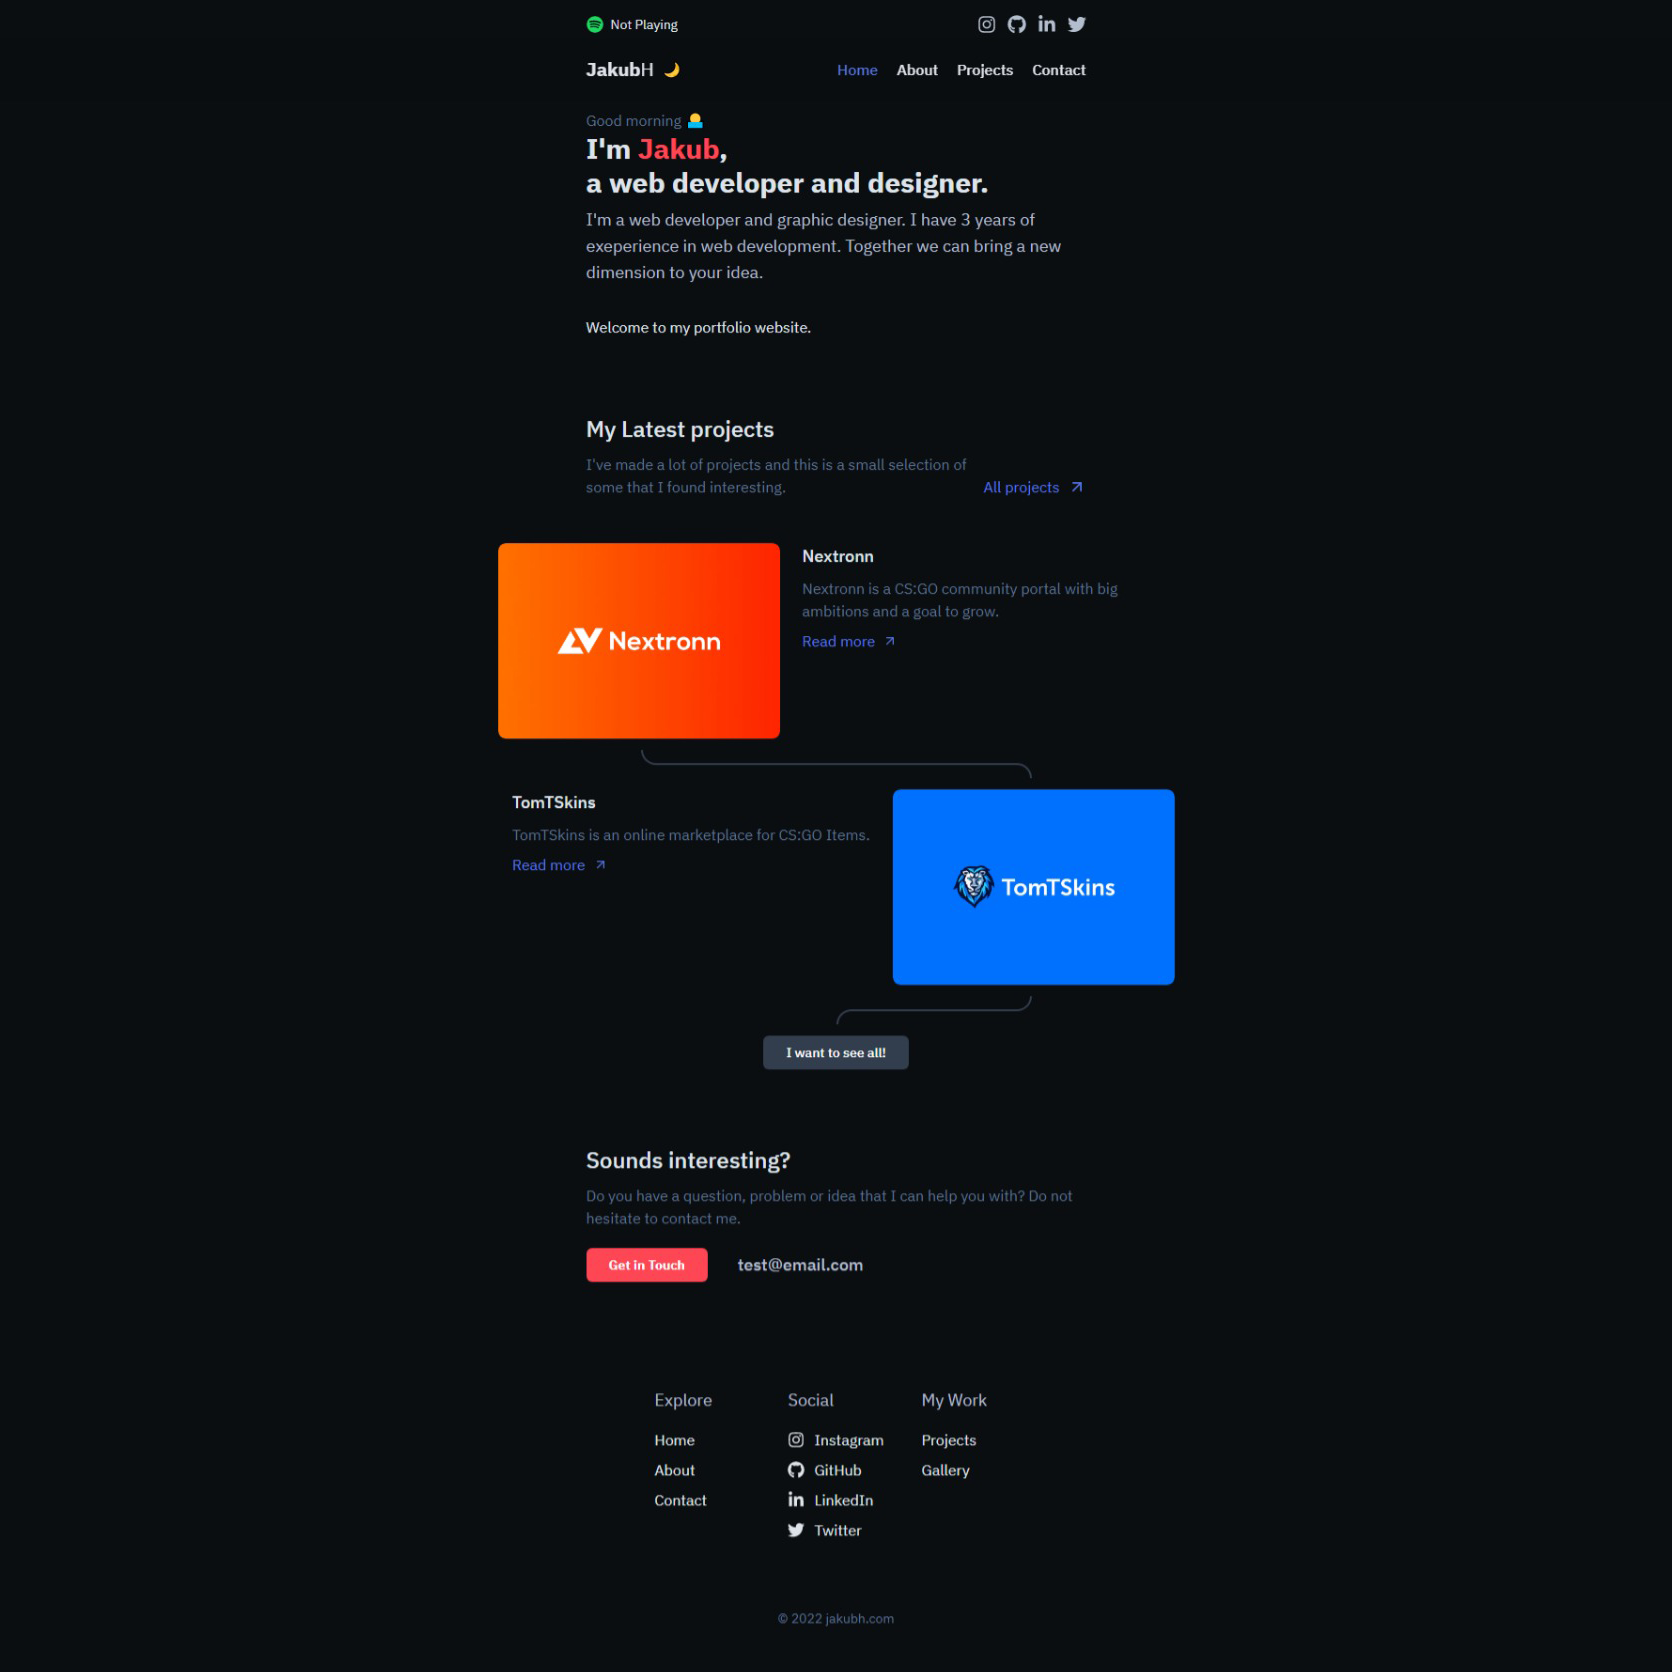 Not Playing
JakubH
Home About Projects Contact
Good morning
I'm Jakub,
a web developer and designer.
I'm a web developer and graphic designer. I have 3 years of
exeperience in web development. Together we can bring a new
dimension to your idea.
Welcome to my portfolio website.
My Latest projects
I've made a lot of projects and this is a small selection of
some that I found interesting.
All projects
Nextronn
Nextronn
Nextronn is a CS:GO community portal with big
ambitions and a goal to grow.
Read more
TomTSkins
TomTSkins is an online marketplace for CS:GO Items.
Read more
TomTSkins
I want to see all!
Sounds interesting?
Do you have a question, problem or idea that I can help you with? Do not
hesitate to contact me.
Get in Touch
test@email.com
Explore
Home
About
Contact
Social
Instagram
GitHub
LinkedIn
Twitter
My Work
Projects
Gallery
© 2022 jakubh.com